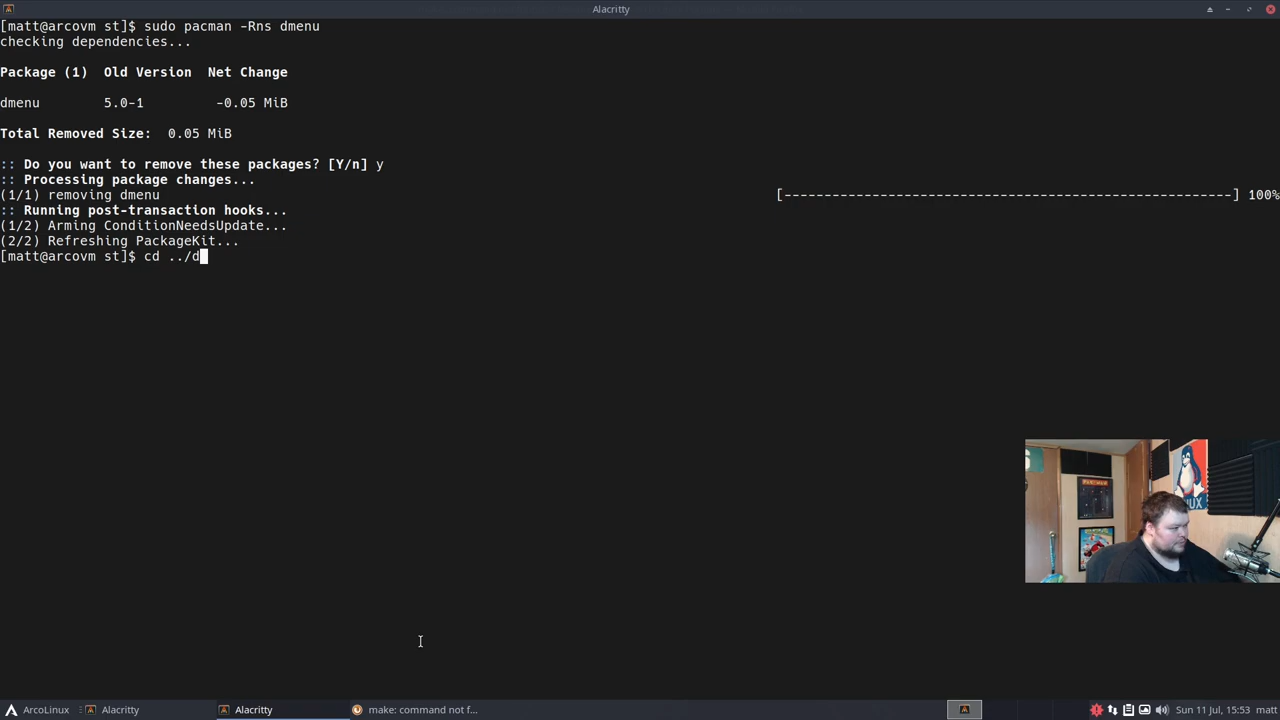 Alacritty
[matt@arcovm st]$ sudo pacman -Rns dmenu
checking dependencies...
Package (1)  Old Version  Net Change
dmenu        5.0-1         -0.05 MiB
Total Removed Size:  0.05 MiB
:: Do you want to remove these packages? [Y/n] y
:: Processing package changes...
(1/1) removing dmenu [----------------------------------------------------------] 100%
:: Running post-transaction hooks...
(1/2) Arming ConditionNeedsUpdate...
(2/2) Refreshing PackageKit...
[matt@arcovm st]$ cd ../d
ArcoLinux Alacritty Alacritty make: command not f... Sun 11 Jul, 15:53 matt